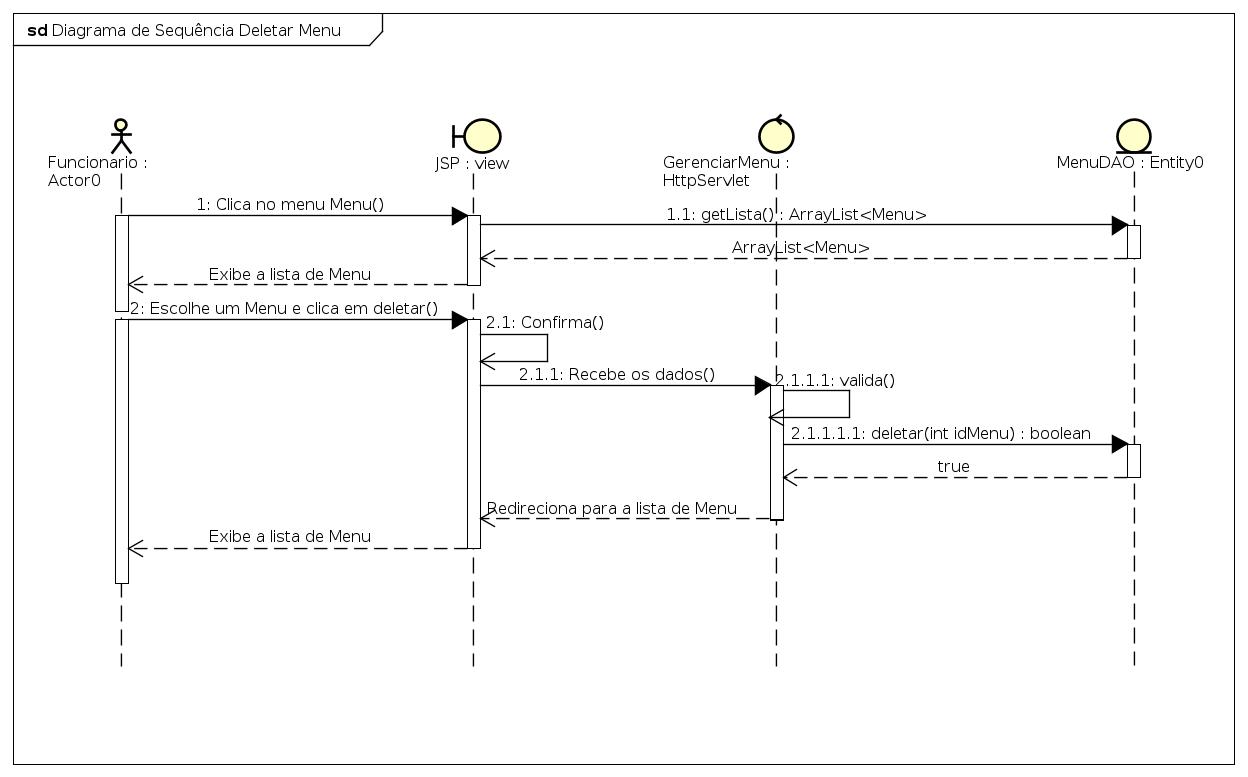 sd Diagrama de Sequência Deletar Menu
Funcionario :
Actor0
JSP : view
GerenciarMenu :
HttpServlet
MenuDAO : Entity0
1: Clica no menu Menu()
1.1: getLista() : ArrayList<Menu>
ArrayList<Menu>
Exibe a lista de Menu
2: Escolhe um Menu e clica em deletar()
2.1: Confirma()
2.1.1: Recebe os dados()
2.1.1.1: valida()
2.1.1.1.1: deletar(int idMenu) : boolean
true
Redireciona para a lista de Menu
Exibe a lista de Menu